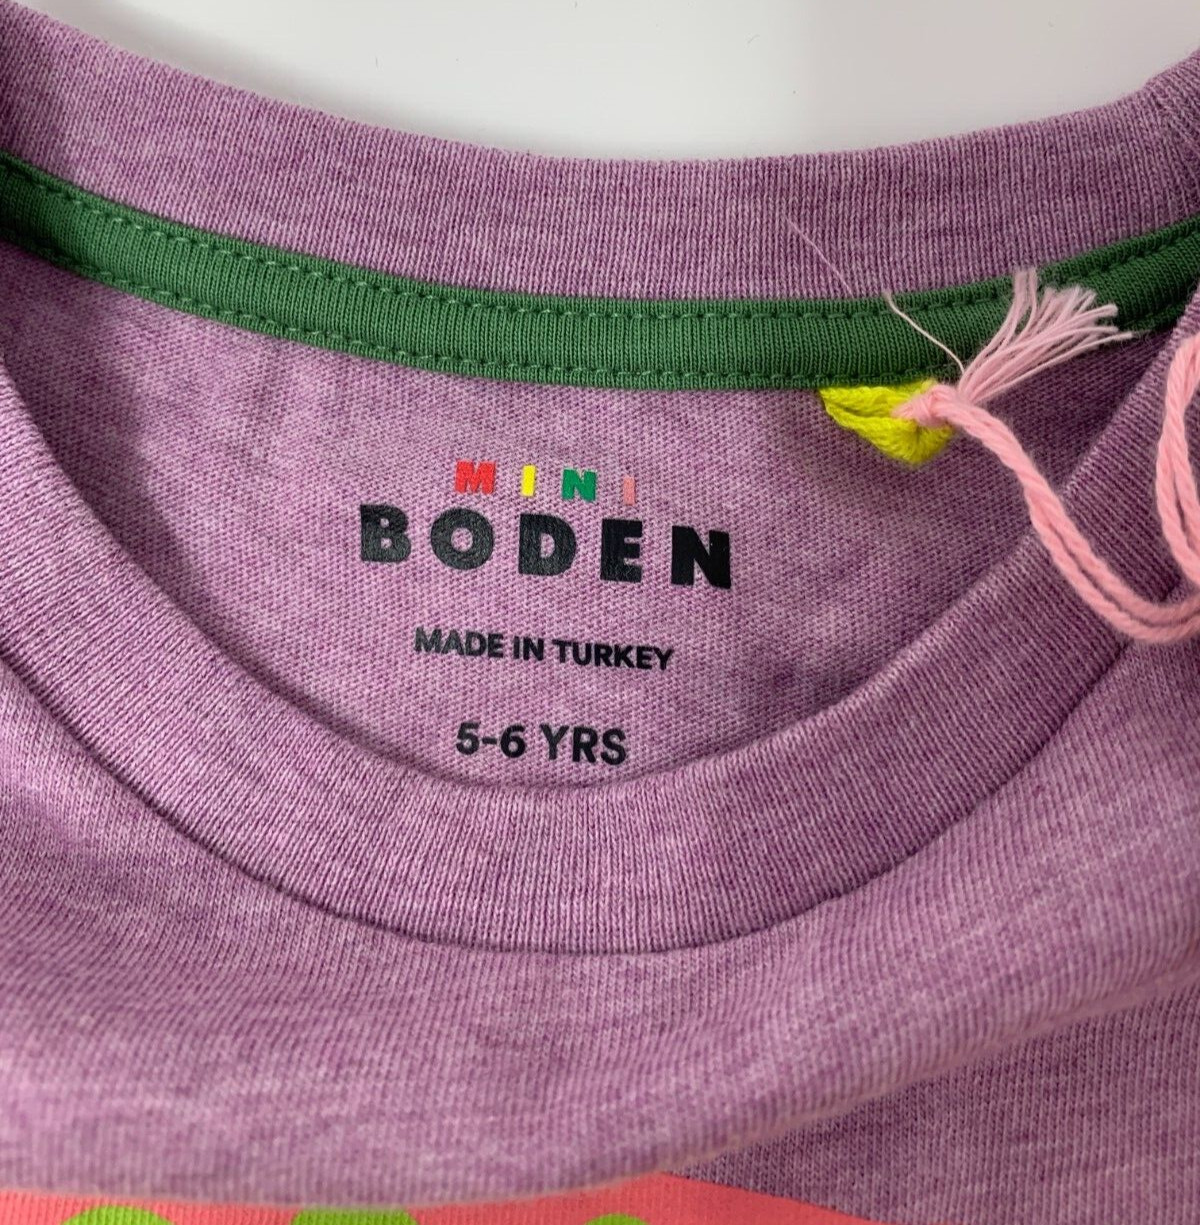 MINI
BODEN
MADE IN TURKEY
5-6 YRS